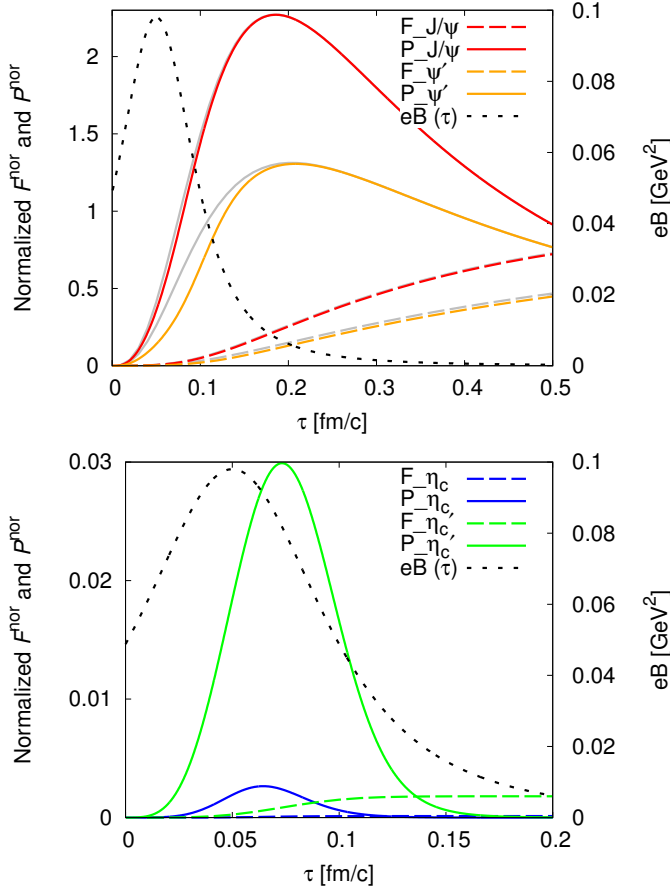 Normalized F^nor and P^nor
2
1.5
1
0.5
0
0
0.1
0.2
0.3
0.4
0.5
τ [fm/c]
0.1
0.08
0.06
0.04
0.02
0
eB [GeV²]
F_J/ψ
P_J/ψ
F_ψ′
P_ψ′
eB (τ)
Normalized F^nor and P^nor
0.03
0.02
0.01
0
0
0.05
0.1
0.15
0.2
τ [fm/c]
0.1
0.08
0.06
0.04
0.02
0
eB [GeV²]
F_η_c
P_η_c
F_η_c′
P_η_c′
eB (τ)